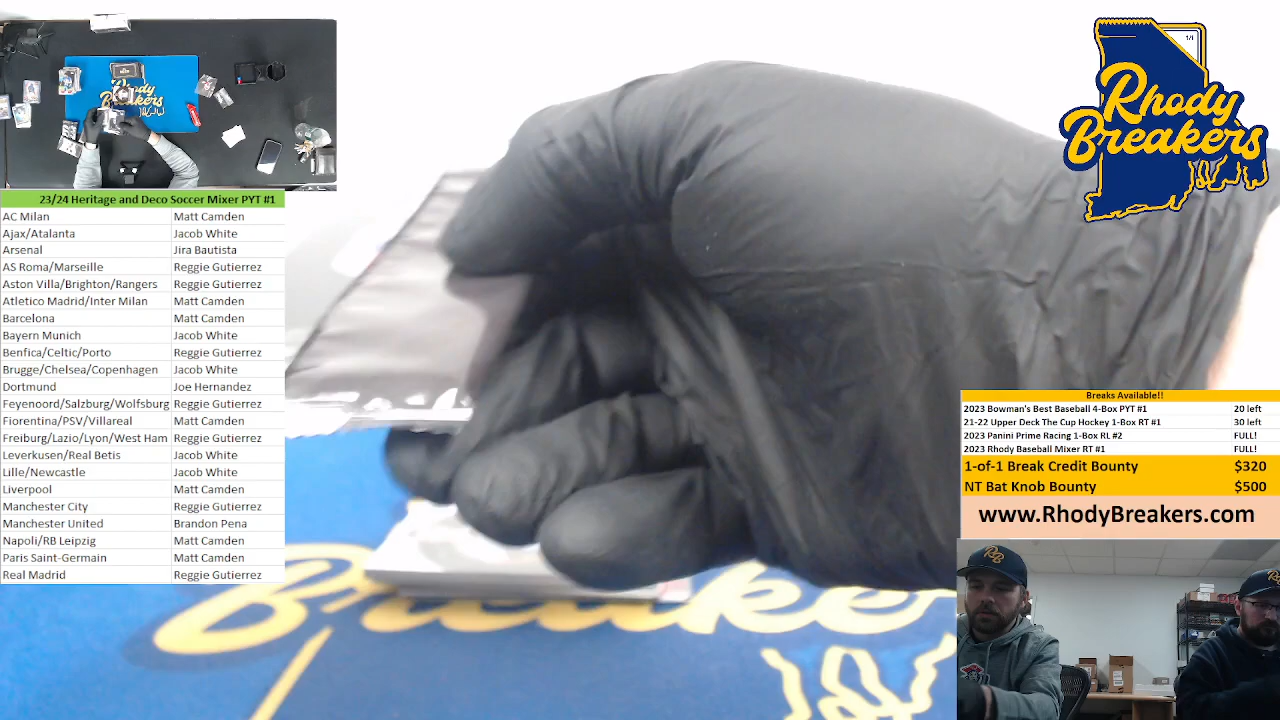 Rhody
Breakers
1/1
Rhody
Breakers
23/24 Heritage and Deco Soccer Mixer PYT #1
AC Milan Matt Camden
Ajax/Atalanta Jacob White
Arsenal Jira Bautista
AS Roma/Marseille Reggie Gutierrez
Aston Villa/Brighton/Rangers Reggie Gutierrez
Atletico Madrid/Inter Milan Matt Camden
Barcelona Matt Camden
Bayern Munich Jacob White
Benfica/Celtic/Porto Reggie Gutierrez
Brugge/Chelsea/Copenhagen Jacob White
Dortmund Joe Hernandez
Feyenoord/Salzburg/Wolfsburg Reggie Gutierrez
Fiorentina/PSV/Villareal Matt Camden
Freiburg/Lazio/Lyon/West Ham Reggie Gutierrez
Leverkusen/Real Betis Jacob White
Lille/Newcastle Jacob White
Liverpool Matt Camden
Manchester City Reggie Gutierrez
Manchester United Brandon Pena
Napoli/RB Leipzig Matt Camden
Paris Saint-Germain Matt Camden
Real Madrid Reggie Gutierrez
Breaks Available!!
2023 Bowman's Best Baseball 4-Box PYT #1 20 left
21-22 Upper Deck The Cup Hockey 1-Box RT #1 30 left
2023 Panini Prime Racing 1-Box RL #2 FULL!
2023 Rhody Baseball Mixer RT #1 FULL!
1-of-1 Break Credit Bounty $320
NT Bat Knob Bounty $500
www.RhodyBreakers.com
Breakers
RB